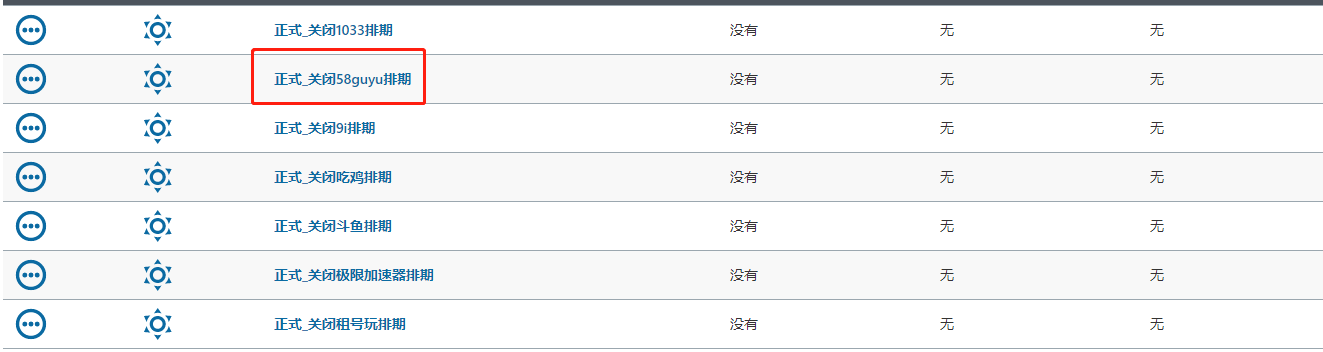 正式_关闭1033排期 没有 无 无
正式_关闭58guyu排期 没有 无 无
正式_关闭9i排期 没有 无 无
正式_关闭吃鸡排期 没有 无 无
正式_关闭斗鱼排期 没有 无 无
正式_关闭极限加速器排期 没有 无 无
正式_关闭租号玩排期 没有 无 无